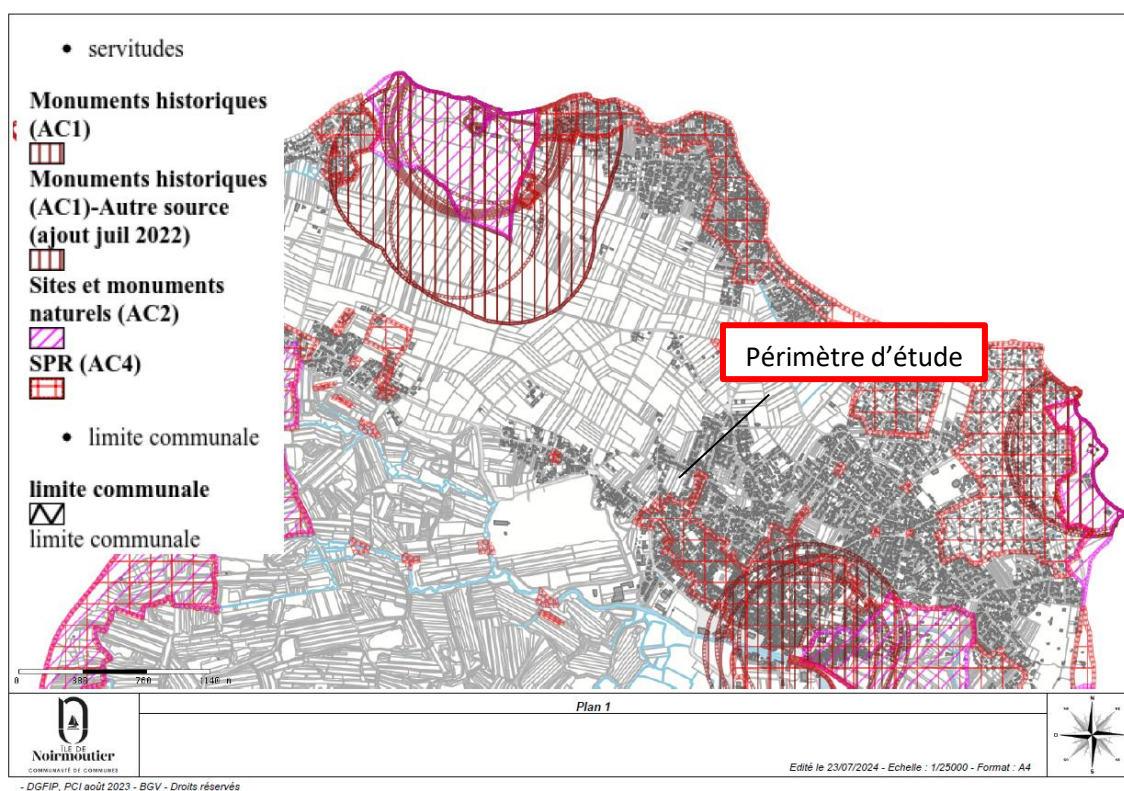 • servitudes
Monuments historiques
(AC1)
Monuments historiques
(AC1)-Autre source
(ajout juil 2022)
Sites et monuments
naturels (AC2)
SPR (AC4)
• limite communale
limite communale
limite communale
Périmètre d'étude
0 380 760 1140 m
Plan 1
ÎLE DE
Noirmoutier
COMMUNAUTÉ DE COMMUNES
Edité le 23/07/2024 - Echelle : 1/25000 - Format : A4
- DGFIP, PCI août 2023 - BGV - Droits réservés